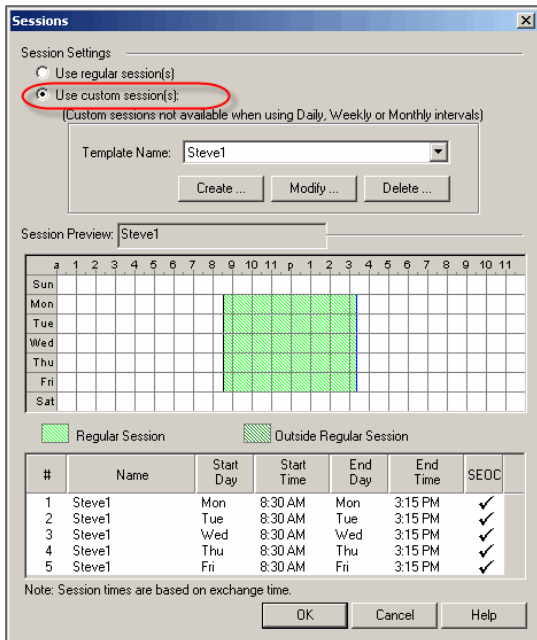 Sessions
Session Settings
Use regular session(s)
Use custom session(s):
(Custom sessions not available when using Daily, Weekly or Monthly intervals)
Template Name: Steve1
Create ... Modify ... Delete ...
Session Preview: Steve1
a 1 2 3 4 5 6 7 8 9 10 11 p 1 2 3 4 5 6 7 8 9 10 11
Sun
Mon
Tue
Wed
Thu
Fri
Sat
Regular Session Outside Regular Session
# Name Start Day Start Time End Day End Time SEOC
1 Steve1 Mon 8:30 AM Mon 3:15 PM ✓
2 Steve1 Tue 8:30 AM Tue 3:15 PM ✓
3 Steve1 Wed 8:30 AM Wed 3:15 PM ✓
4 Steve1 Thu 8:30 AM Thu 3:15 PM ✓
5 Steve1 Fri 8:30 AM Fri 3:15 PM ✓
Note: Session times are based on exchange time.
OK Cancel Help